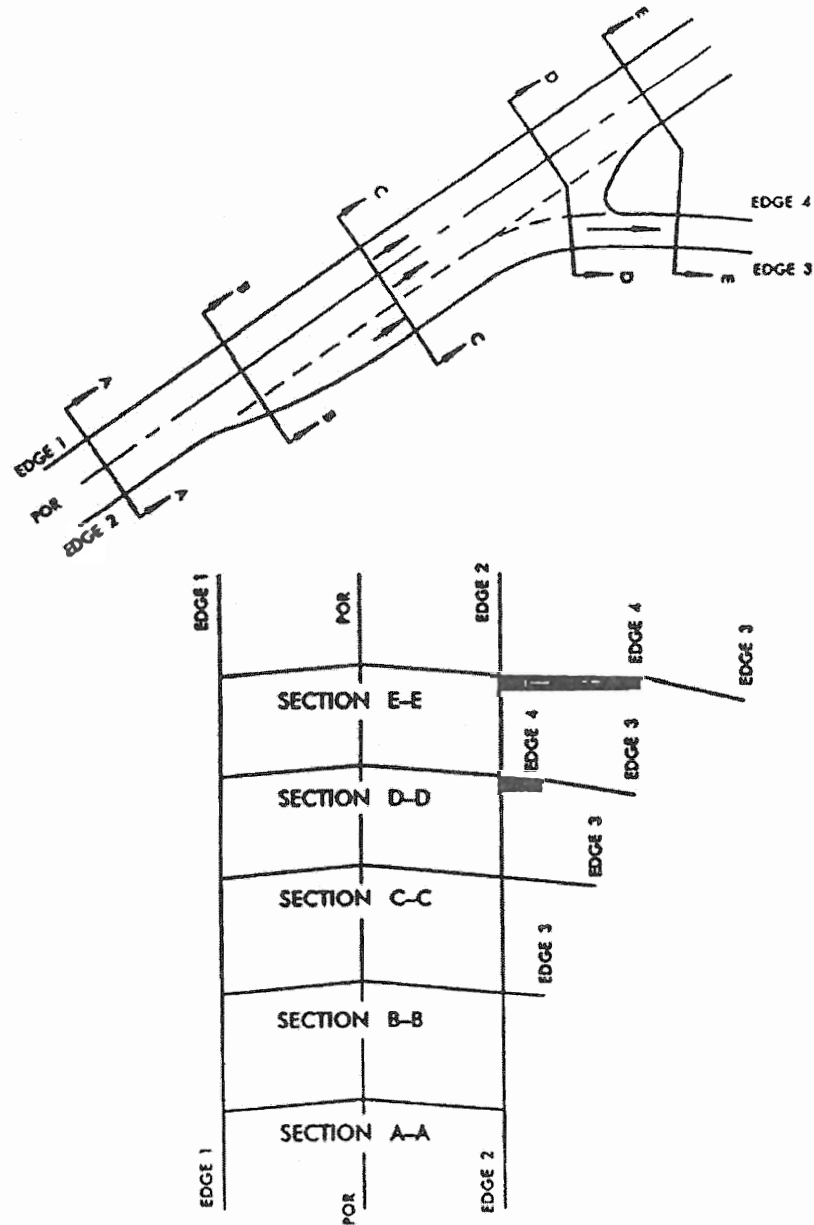 E
D
EDGE 4
C
EDGE 3
D
E
B
C
A
EDGE 1
B
POR
A
EDGE 2
EDGE 1
POR
EDGE 2
EDGE 4
EDGE 3
SECTION E–E
EDGE 4
EDGE 3
SECTION D–D
EDGE 3
SECTION C–C
EDGE 3
SECTION B–B
SECTION A–A
EDGE 1
POR
EDGE 2